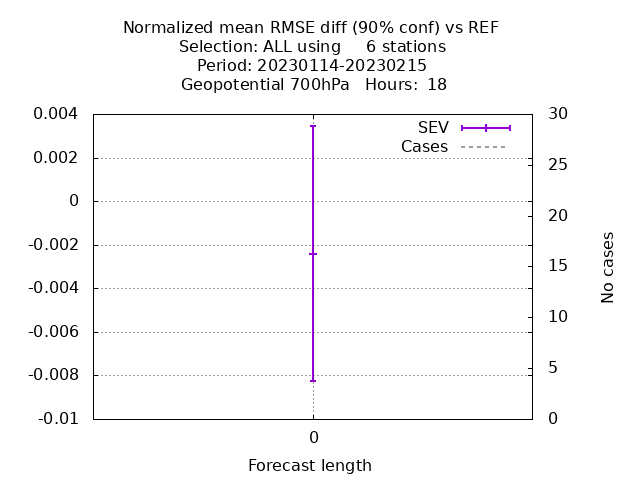 Normalized mean RMSE diff (90% conf) vs REF
Selection: ALL using     6 stations
Period: 20230114-20230215
Geopotential 700hPa   Hours:  18
0.004
0.002
0
-0.002
-0.004
-0.006
-0.008
-0.01
SEV
Cases
30
25
20
15
10
5
0
No cases
0
Forecast length